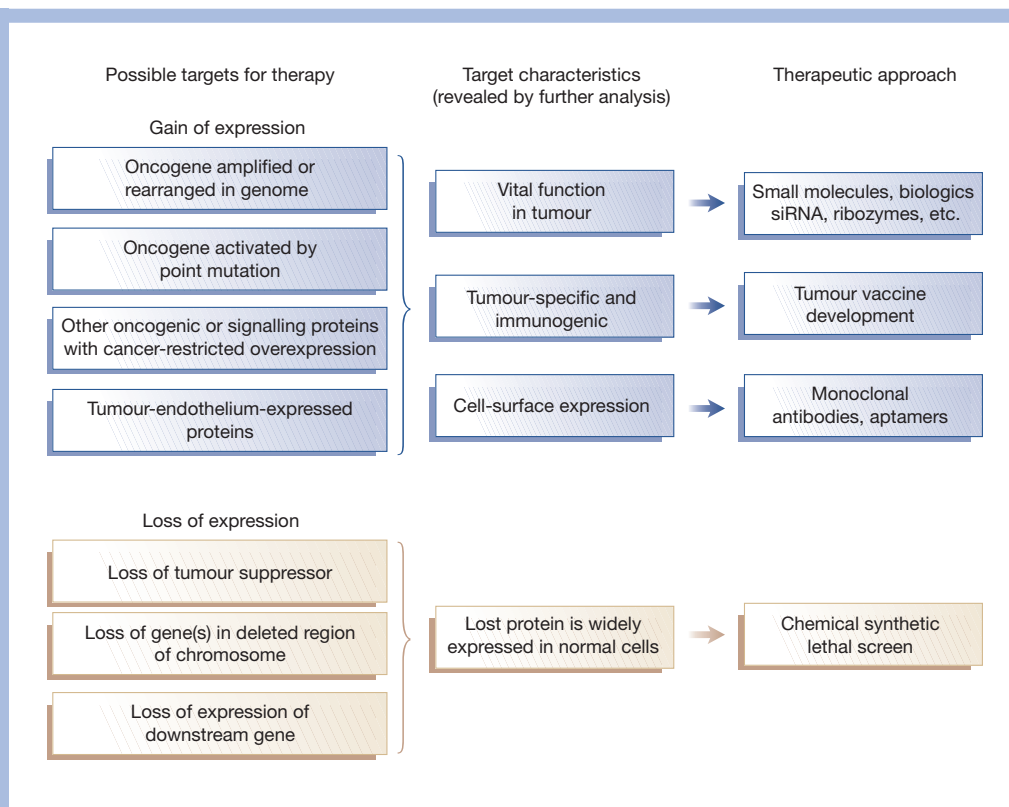 Possible targets for therapy
Target characteristics
(revealed by further analysis)
Therapeutic approach
Gain of expression
Oncogene amplified or
rearranged in genome
Oncogene activated by
point mutation
Other oncogenic or signalling proteins
with cancer-restricted overexpression
Tumour-endothelium-expressed
proteins
Vital function
in tumour
Small molecules, biologics
siRNA, ribozymes, etc.
Tumour-specific and
immunogenic
Tumour vaccine
development
Cell-surface expression
Monoclonal
antibodies, aptamers
Loss of expression
Loss of tumour suppressor
Loss of gene(s) in deleted region
of chromosome
Loss of expression of
downstream gene
Lost protein is widely
expressed in normal cells
Chemical synthetic
lethal screen